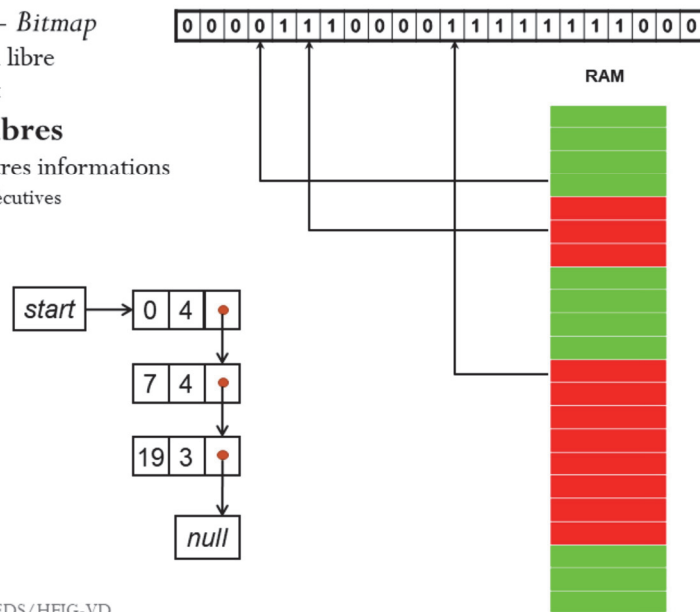 – Bitmap
0 0 0 0 1 1 1 0 0 0 0 1 1 1 1 1 1 1 1 0 0 0
libre
RAM
bres
res informations
cutives
start
0 4
7 4
19 3
null